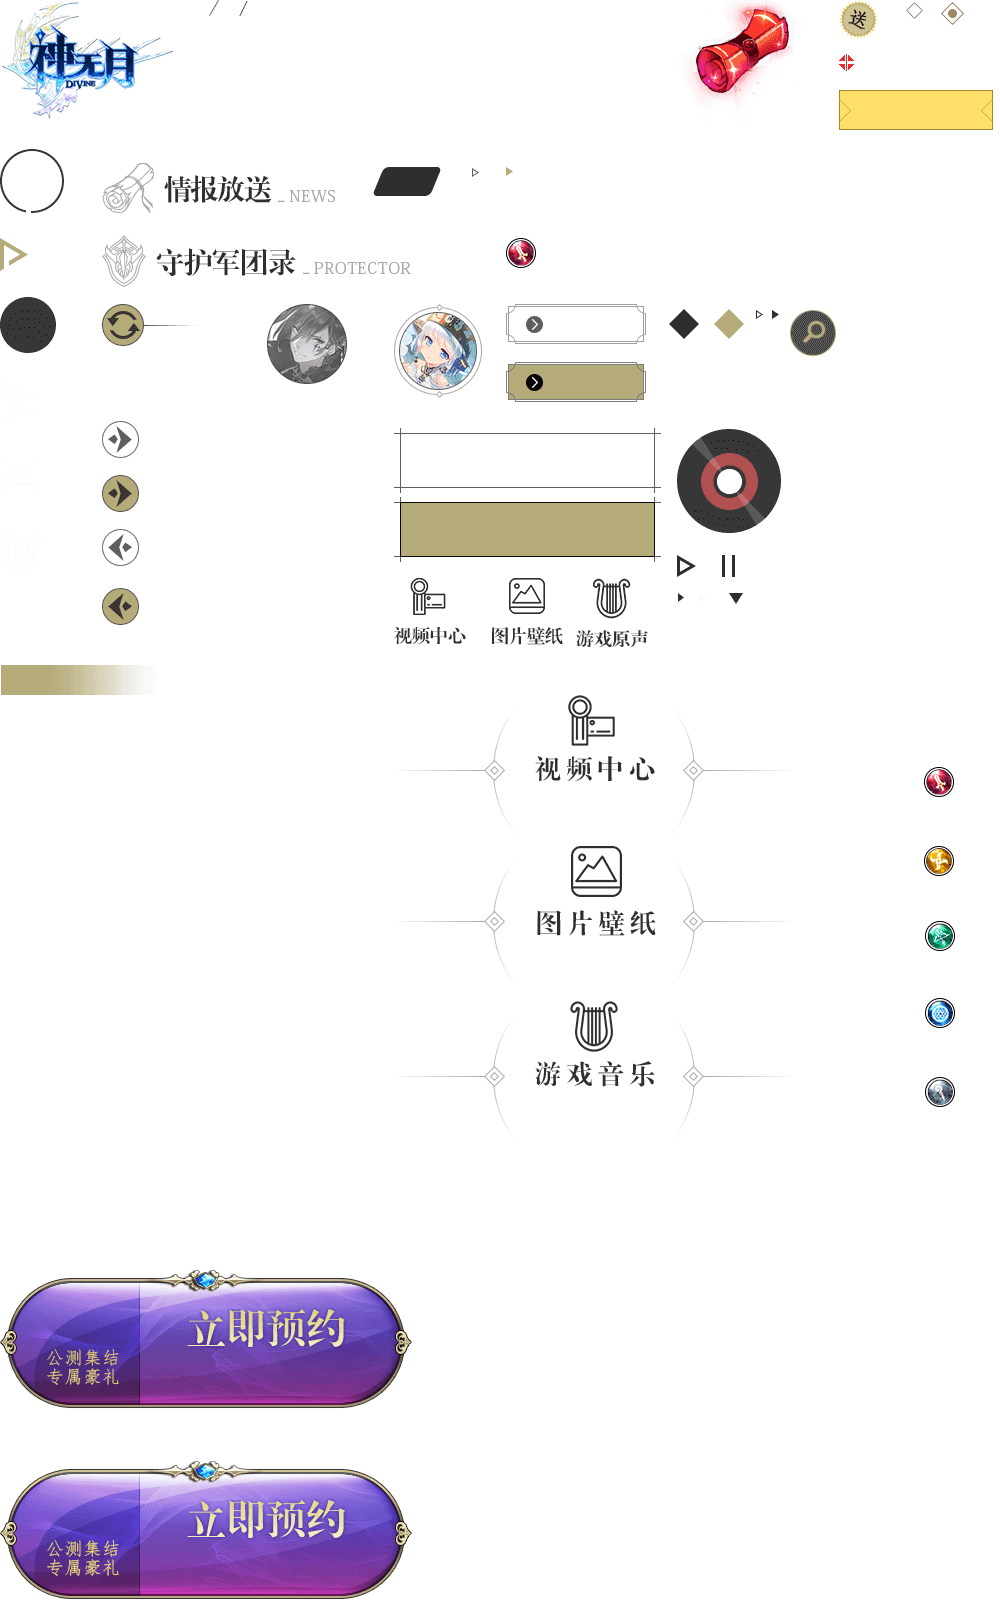 神无月
DIVINE
送
情报放送 _ NEWS
守护军团录 _ PROTECTOR
视频中心
图片壁纸
游戏原声
视频中心
图片壁纸
游戏音乐
立即预约
公测集结
专属豪礼
立即预约
公测集结
专属豪礼